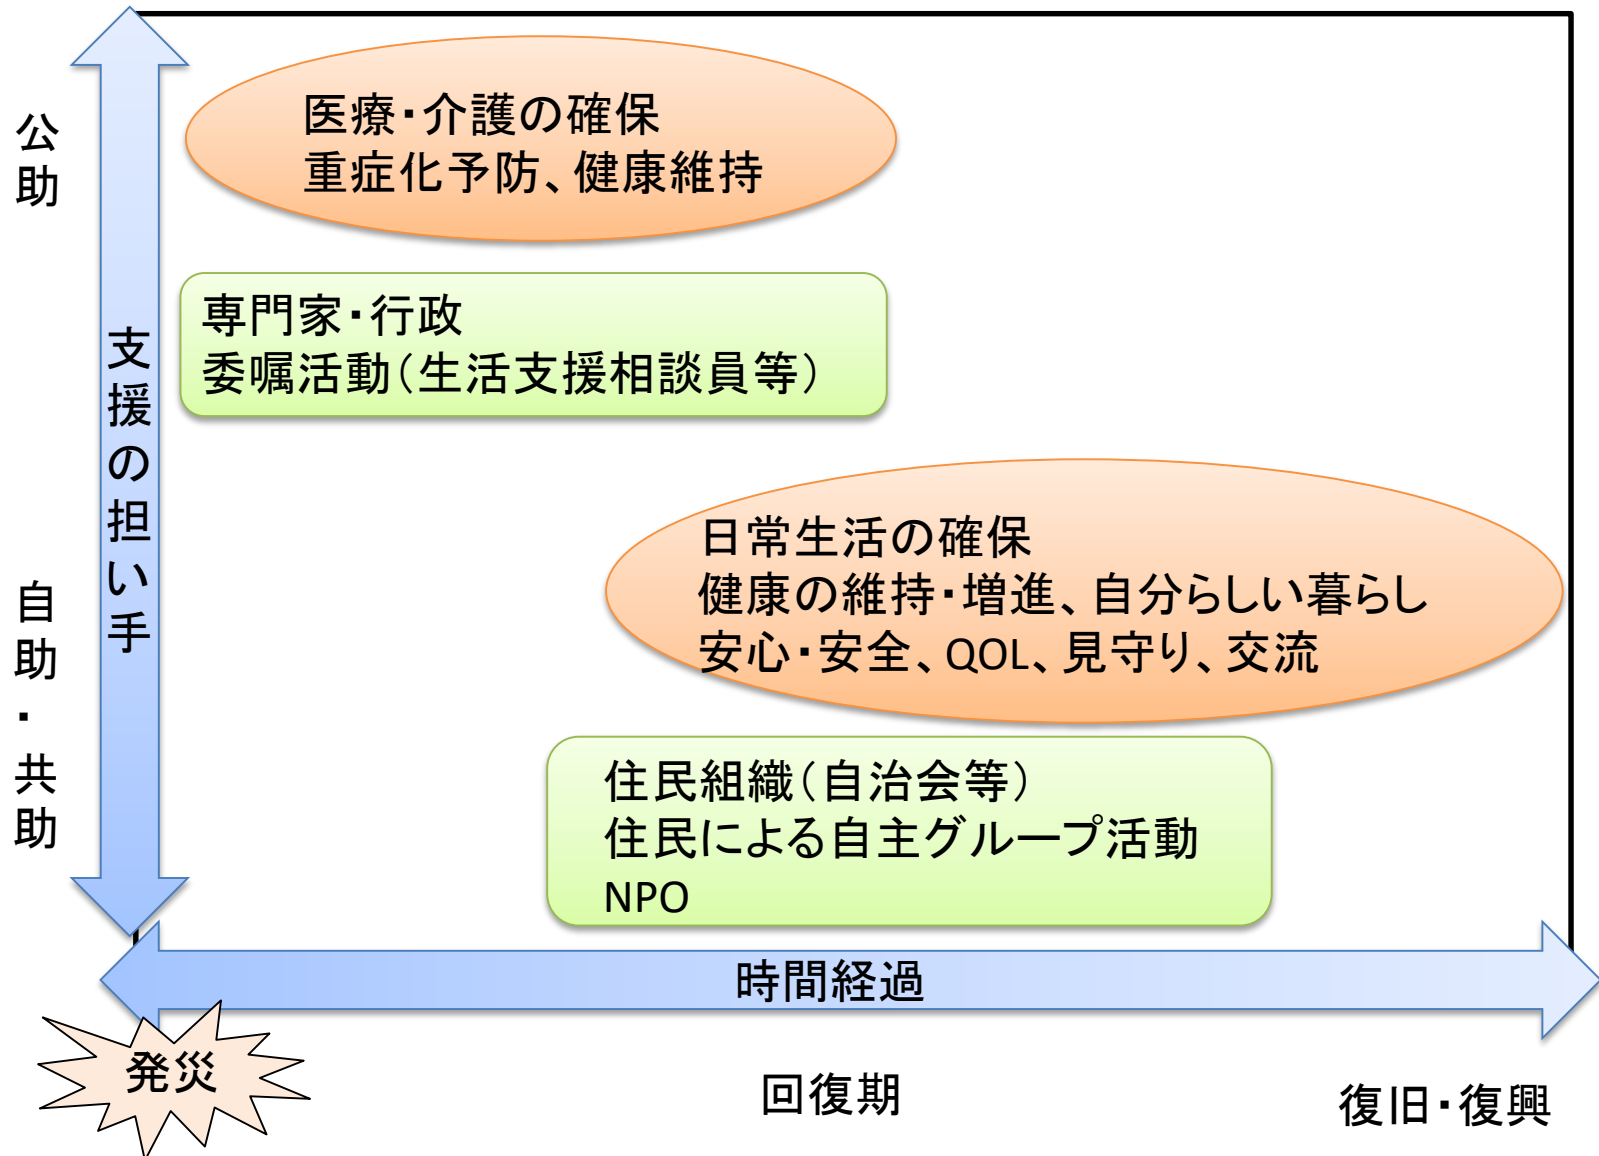 公助
医療・介護の確保
重症化予防、健康維持
専門家・行政
委嘱活動（生活支援相談員等）
支援の担い手
日常生活の確保
健康の維持・増進、自分らしい暮らし
安心・安全、QOL、見守り、交流
自助・共助
住民組織（自治会等）
住民による自主グループ活動
NPO
時間経過
発災
回復期
復旧・復興